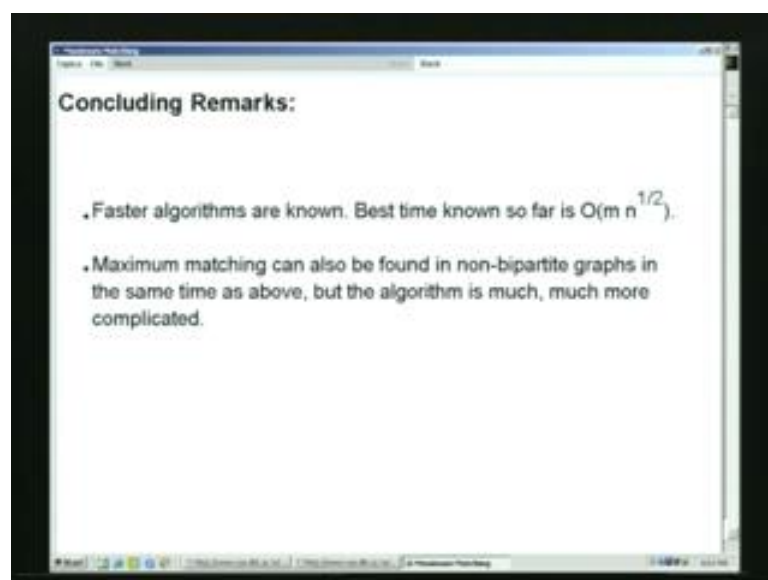 Concluding Remarks:
. Faster algorithms are known. Best time known so far is O(m n^1/2).
. Maximum matching can also be found in non-bipartite graphs in
the same time as above, but the algorithm is much, much more
complicated.